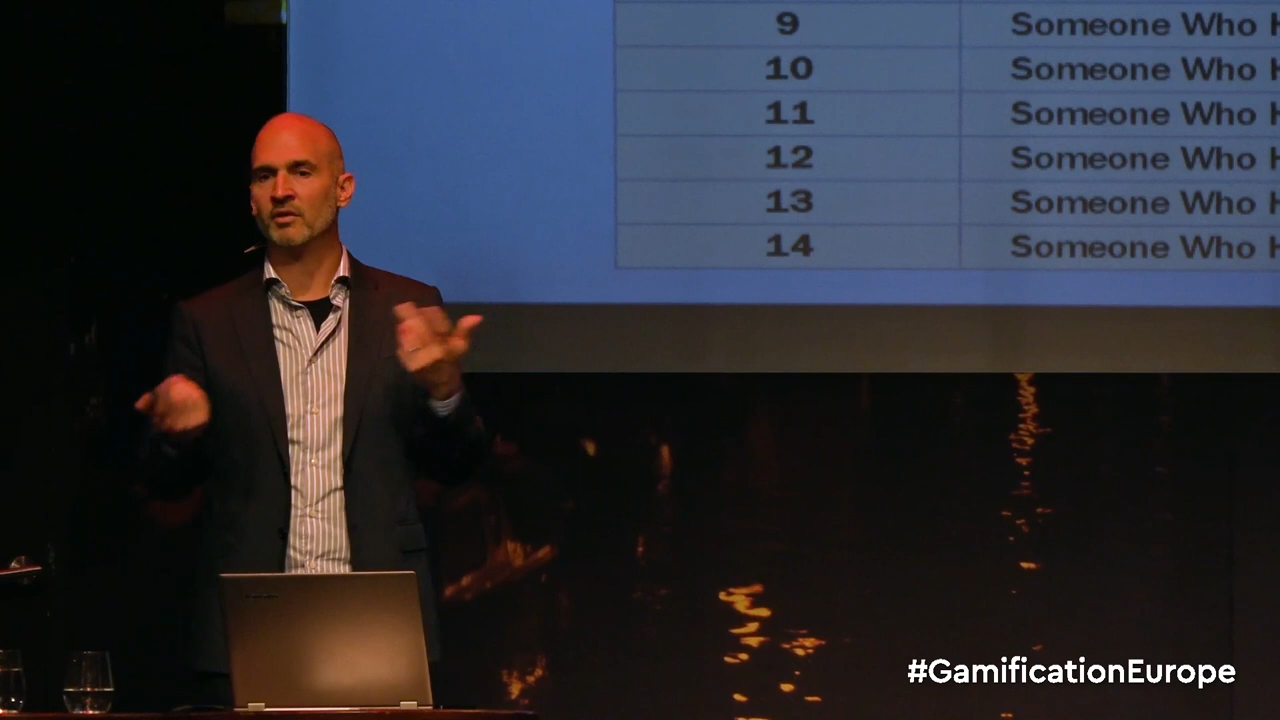 9 Someone Who H
10 Someone Who H
11 Someone Who H
12 Someone Who H
13 Someone Who H
14 Someone Who H
#GamificationEurope